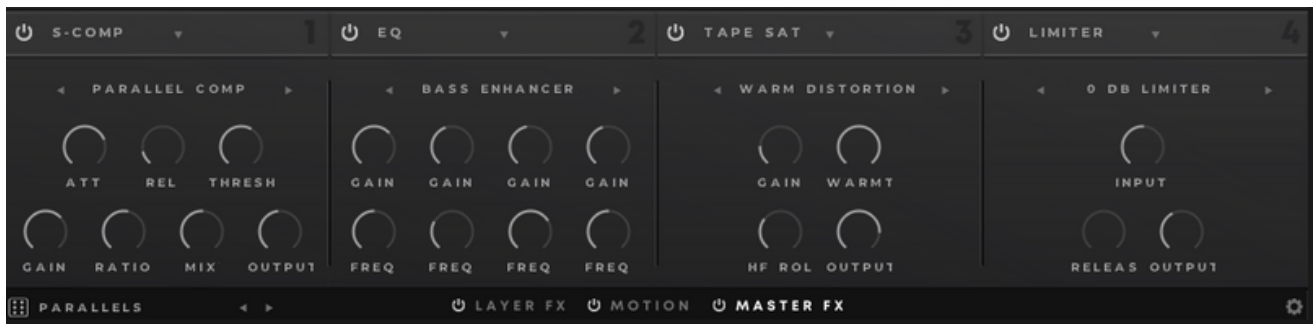 S-COMP 1 EQ 2 TAPE SAT 3 LIMITER 4
PARALLEL COMP BASS ENHANCER WARM DISTORTION 0 DB LIMITER
ATT REL THRESH GAIN GAIN GAIN GAIN GAIN WARMT INPUT
GAIN RATIO MIX OUTPUT FREQ FREQ FREQ FREQ HF ROL OUTPUT RELEAS OUTPUT
PARALLELS LAYER FX MOTION MASTER FX